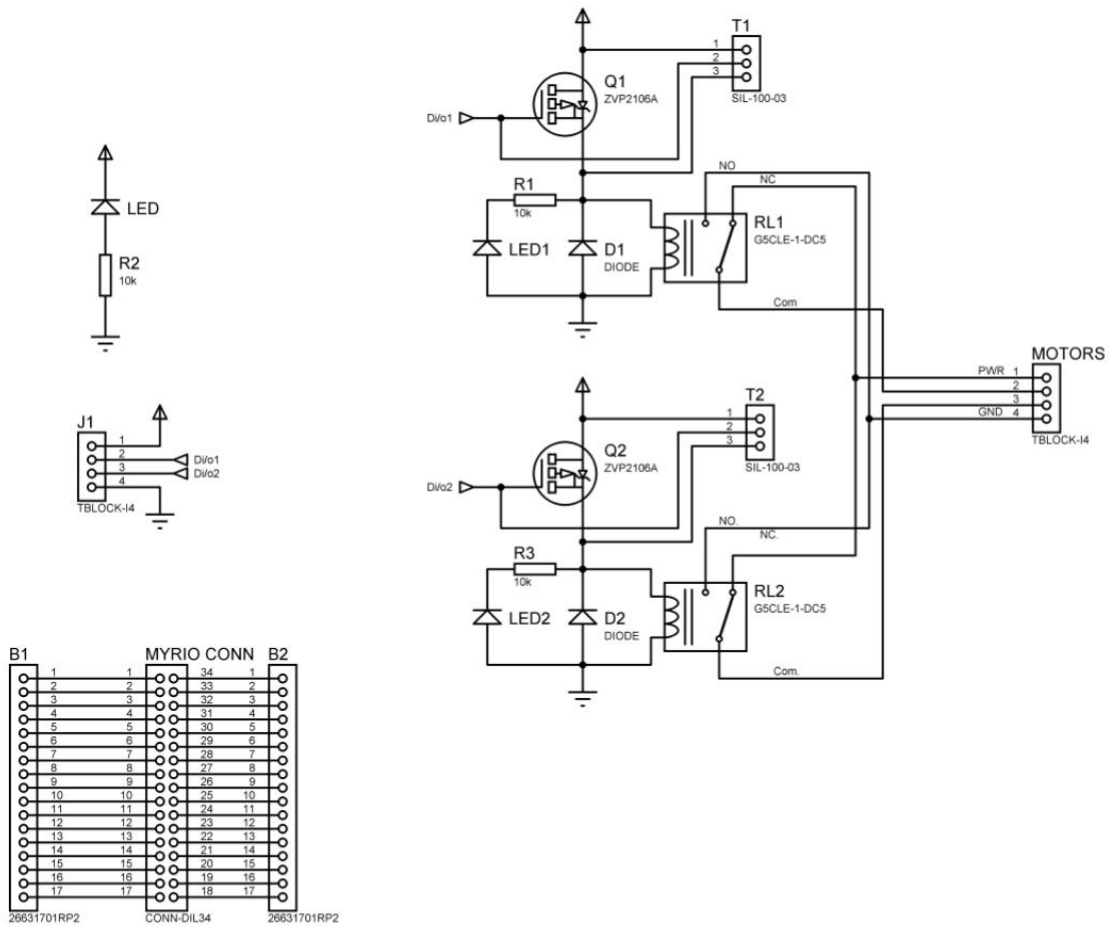 T1
1
2
3
SIL-100-03
Q1
ZVP2106A
Di/o1
R1
10k
NO
NC
LED1
D1
DIODE
RL1
G5CLE-1-DC5
Com
LED
R2
10k
MOTORS
PWR 1
2
3
GND 4
TBLOCK-I4
J1
1
2 Di/o1
3 Di/o2
4
TBLOCK-I4
T2
1
2
3
SIL-100-03
Q2
ZVP2106A
Di/o2
R3
10k
NO.
NC.
LED2
D2
DIODE
RL2
G5CLE-1-DC5
Com.
B1 MYRIO CONN B2
1 1 34 1
2 2 33 2
3 3 32 3
4 4 31 4
5 5 30 5
6 6 29 6
7 7 28 7
8 8 27 8
9 9 26 9
10 10 25 10
11 11 24 11
12 12 23 12
13 13 22 13
14 14 21 14
15 15 20 15
16 16 19 16
17 17 18 17
26631701RP2 CONN-DIL34 26631701RP2